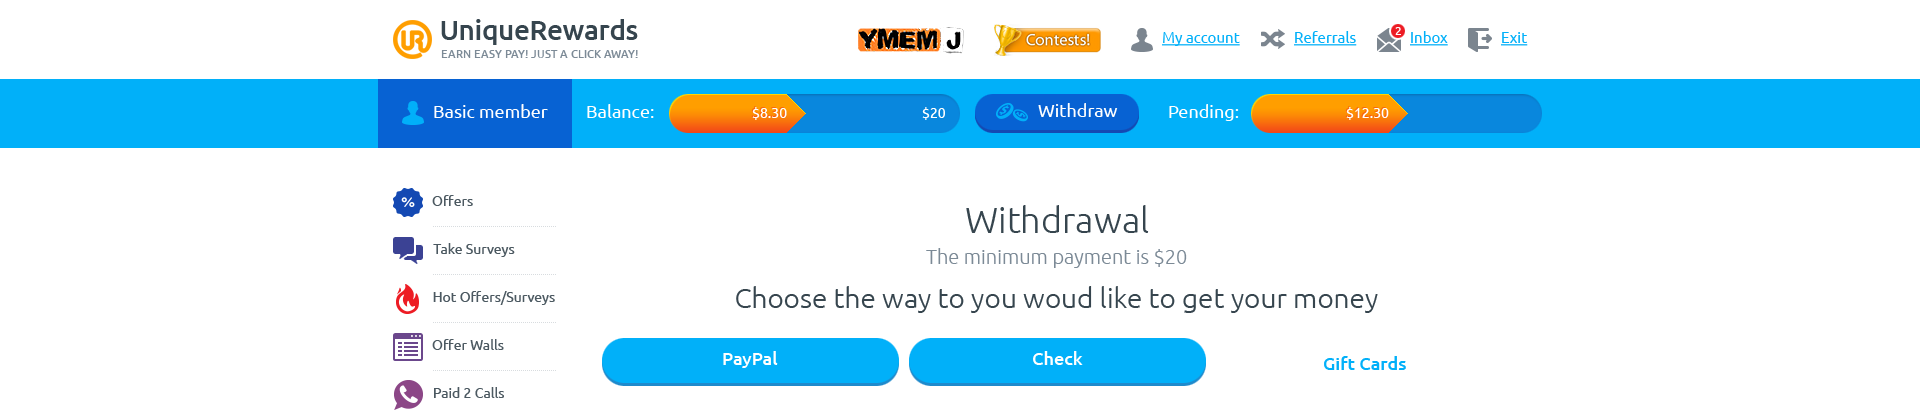 UniqueRewards
EARN EASY PAY! JUST A CLICK AWAY!
YMEM J
Contests!
My account
Referrals
2
Inbox
Exit
Basic member
Balance:
$8.30
$20
Withdraw
Pending:
$12.30
%
Offers
Take Surveys
Hot Offers/Surveys
Offer Walls
Paid 2 Calls
Withdrawal
The minimum payment is $20
Choose the way to you woud like to get your money
PayPal
Check
Gift Cards